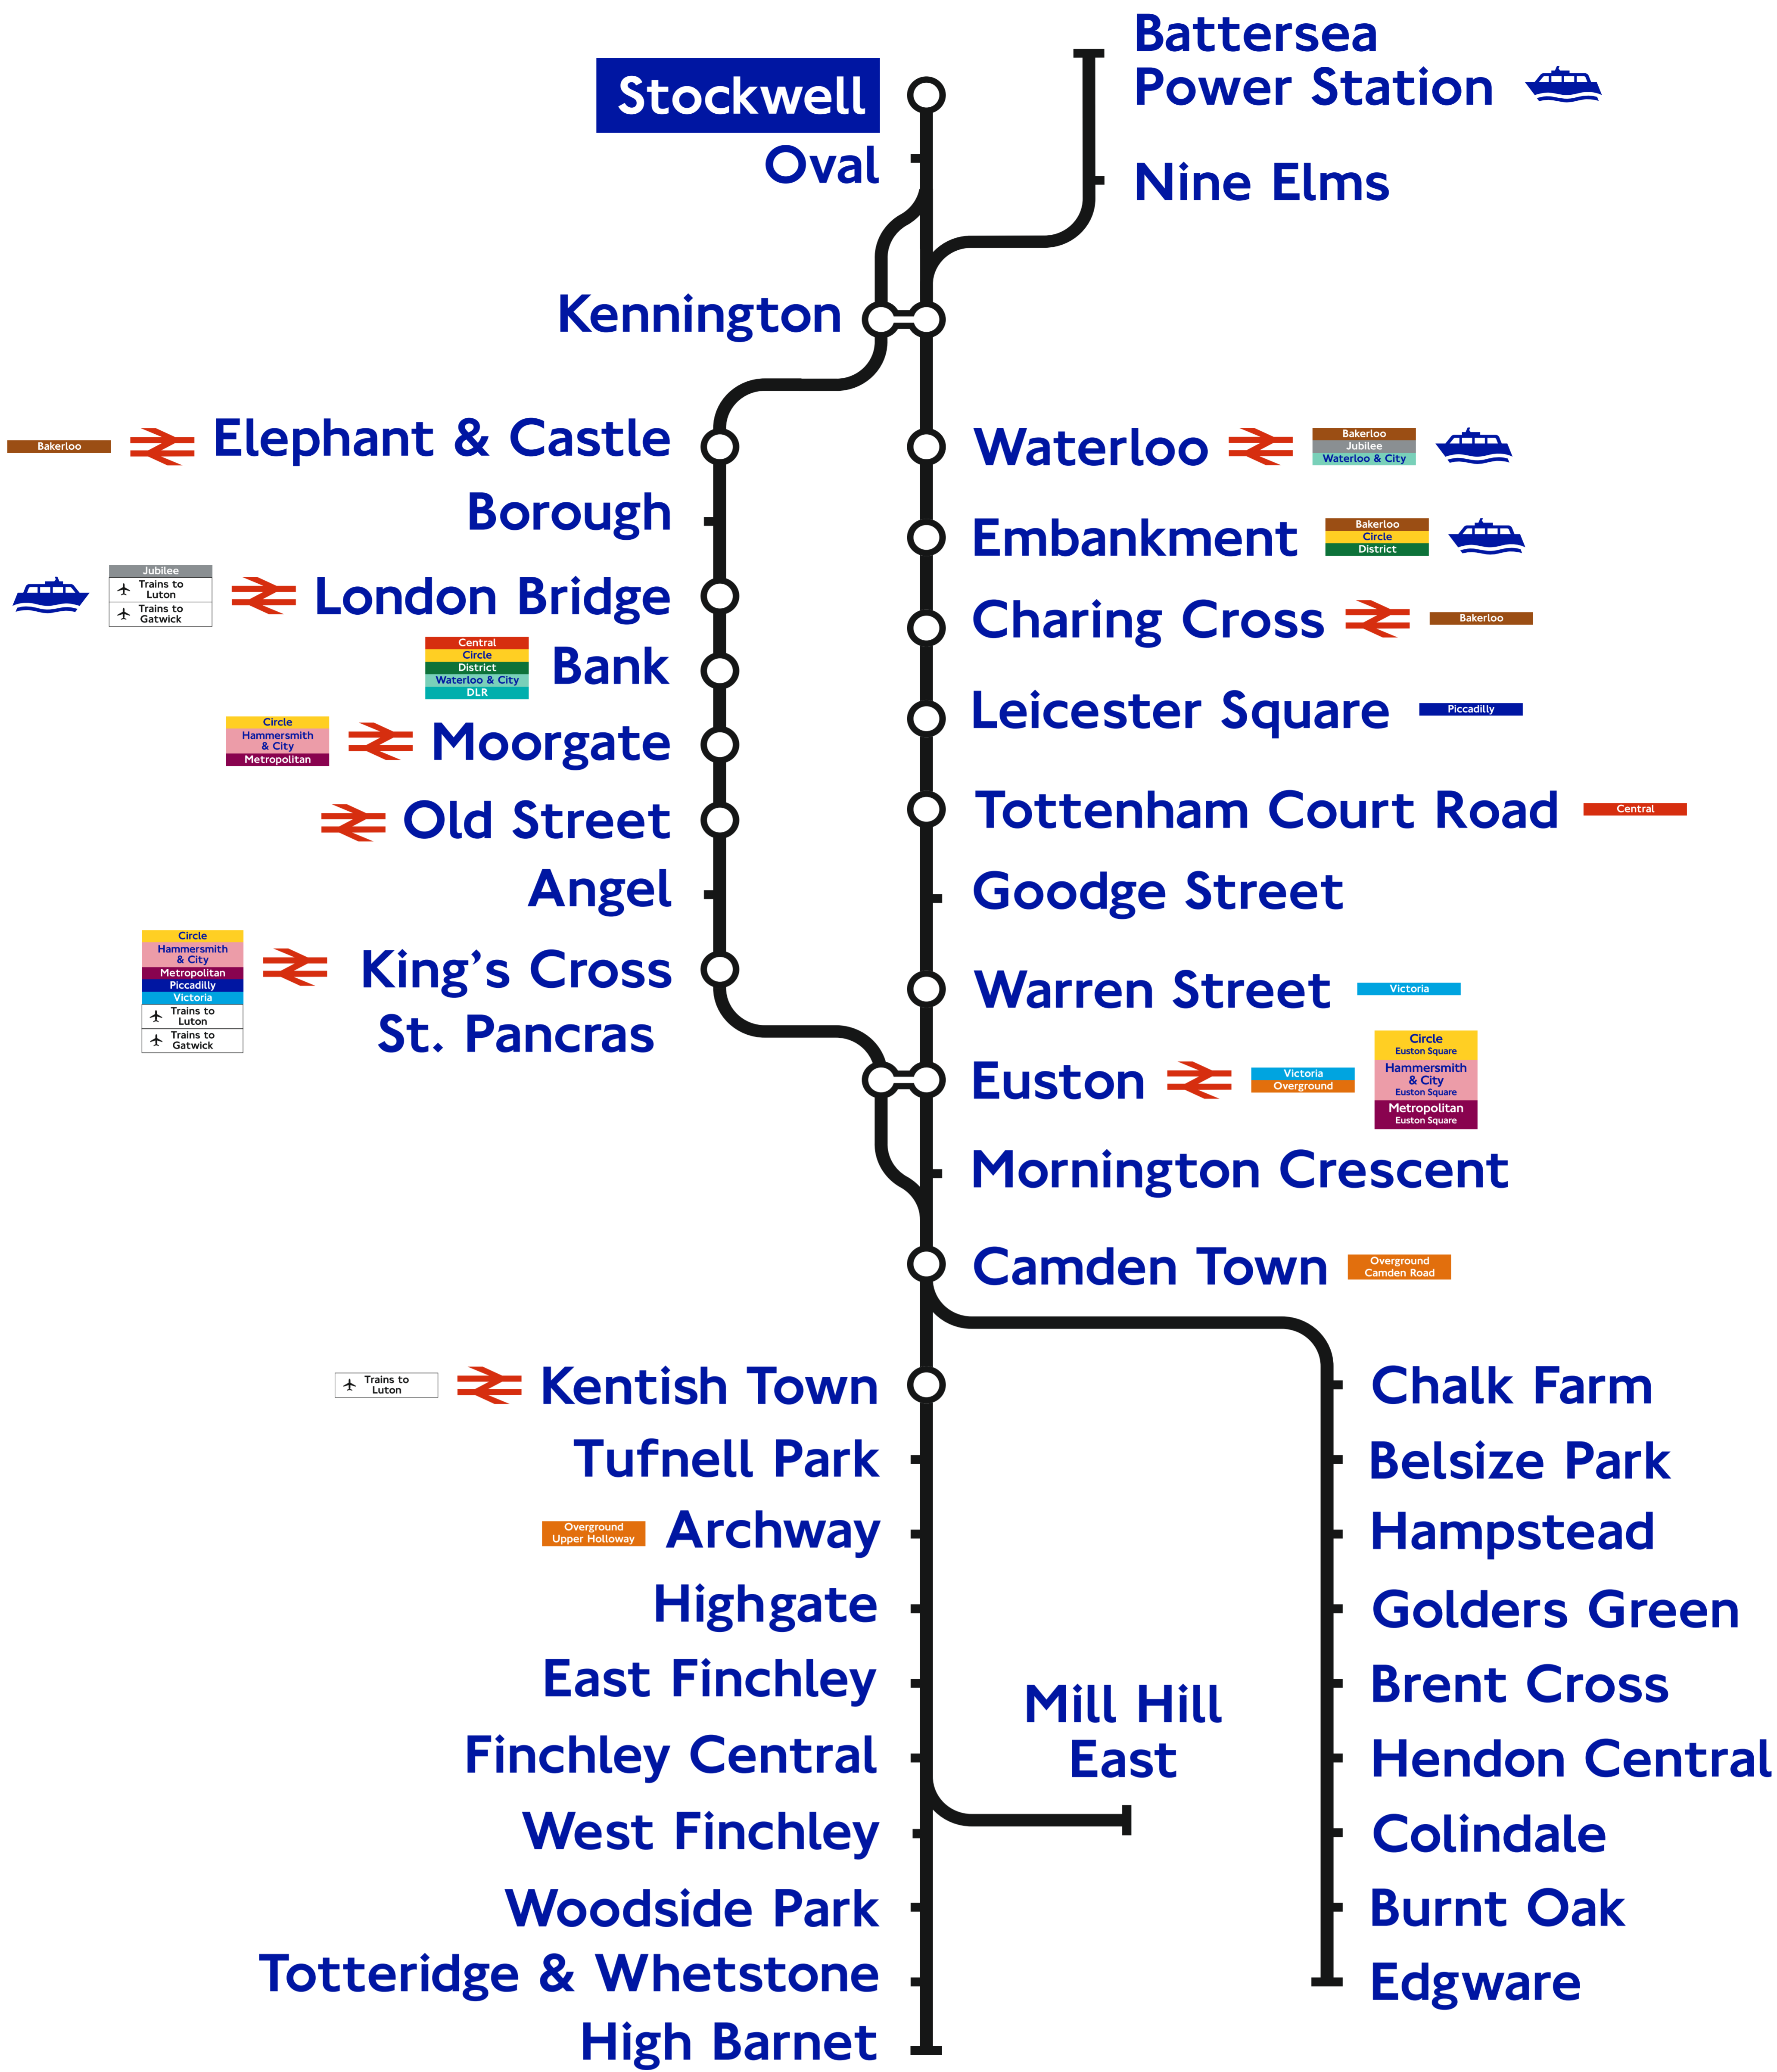 Battersea
Power Station
Stockwell
Oval
Nine Elms
Kennington
Bakerloo
Elephant & Castle
Waterloo
Bakerloo
Jubilee
Waterloo & City
Borough
Embankment
Bakerloo
Circle
District
Jubilee
Trains to
Luton
Trains to
Gatwick
London Bridge
Charing Cross
Bakerloo
Central
Circle
District
Waterloo & City
DLR
Bank
Leicester Square
Piccadilly
Circle
Hammersmith
& City
Metropolitan
Moorgate
Old Street
Tottenham Court Road
Central
Angel
Goodge Street
Circle
Hammersmith
& City
Metropolitan
Piccadilly
Victoria
Trains to
Luton
Trains to
Gatwick
King's Cross
St. Pancras
Warren Street
Victoria
Euston
Victoria
Overground
Circle
Euston Square
Hammersmith
& City
Euston Square
Metropolitan
Euston Square
Mornington Crescent
Camden Town
Overground
Camden Road
Trains to
Luton
Kentish Town
Chalk Farm
Tufnell Park
Belsize Park
Overground
Upper Holloway
Archway
Hampstead
Highgate
Golders Green
East Finchley
Brent Cross
Mill Hill
East
Finchley Central
Hendon Central
West Finchley
Colindale
Woodside Park
Burnt Oak
Totteridge & Whetstone
Edgware
High Barnet